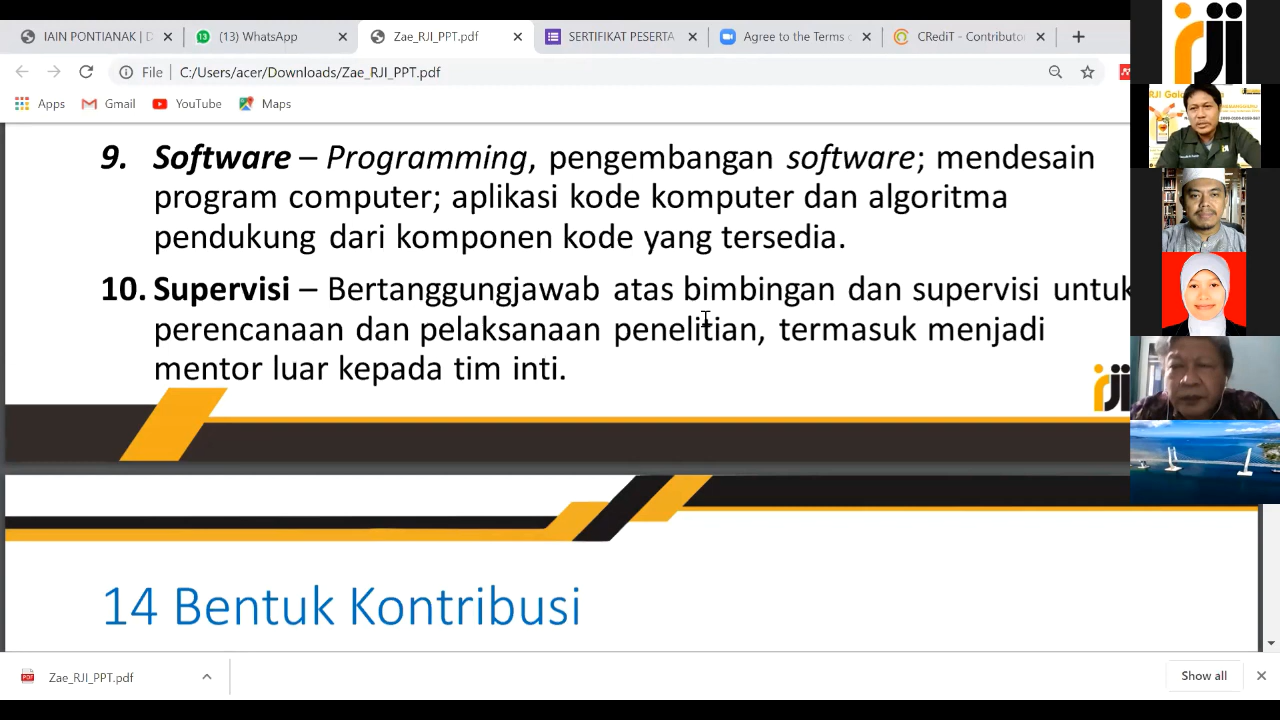 IAIN PONTIANAK | D
(13) WhatsApp
Zae_RJI_PPT.pdf
SERTIFIKAT PESERTA
Agree to the Terms c
CRediT - Contributor
File | C:/Users/acer/Downloads/Zae_RJI_PPT.pdf
Apps Gmail YouTube Maps
9. Software – Programming, pengembangan software; mendesain
program computer; aplikasi kode komputer dan algoritma
pendukung dari komponen kode yang tersedia.
10. Supervisi – Bertanggungjawab atas bimbingan dan supervisi untuk
perencanaan dan pelaksanaan penelitian, termasuk menjadi
mentor luar kepada tim inti.
rji
14 Bentuk Kontribusi
Zae_RJI_PPT.pdf
Show all
rji